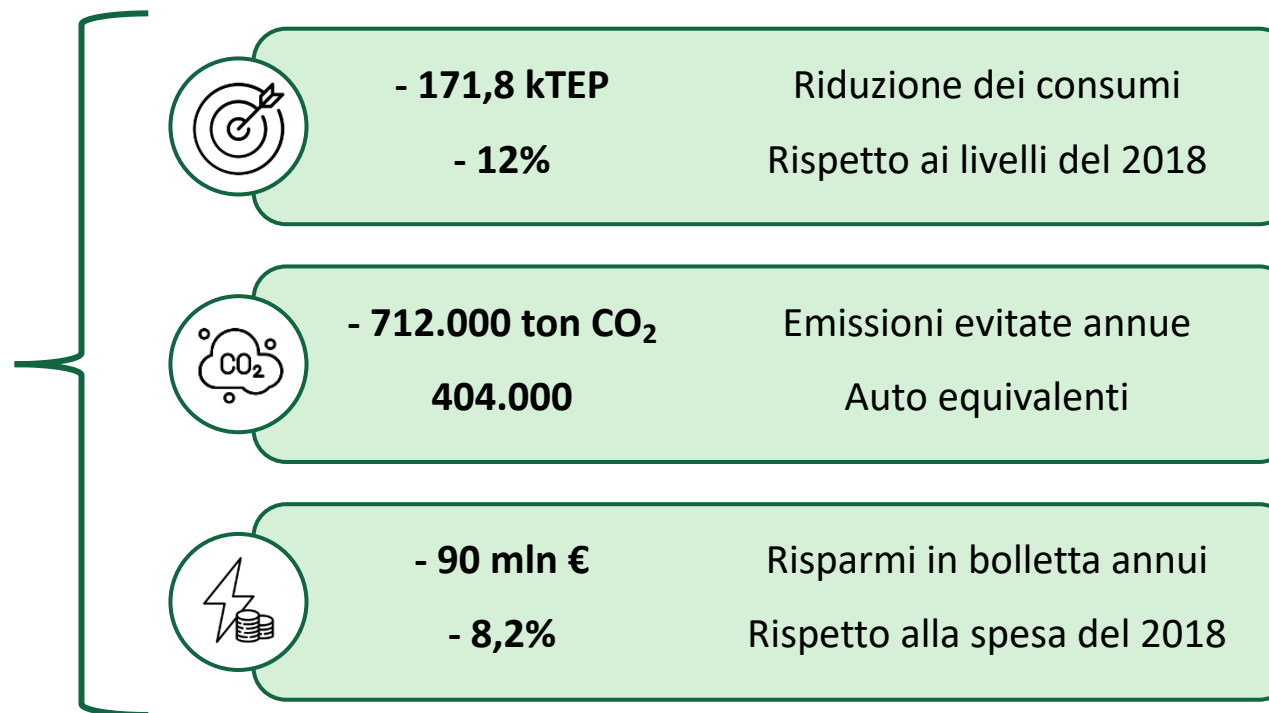 - 171,8 kTEP Riduzione dei consumi
- 12% Rispetto ai livelli del 2018
CO₂
- 712.000 ton CO₂ Emissioni evitate annue
404.000 Auto equivalenti
- 90 mln € Risparmi in bolletta annui
- 8,2% Rispetto alla spesa del 2018